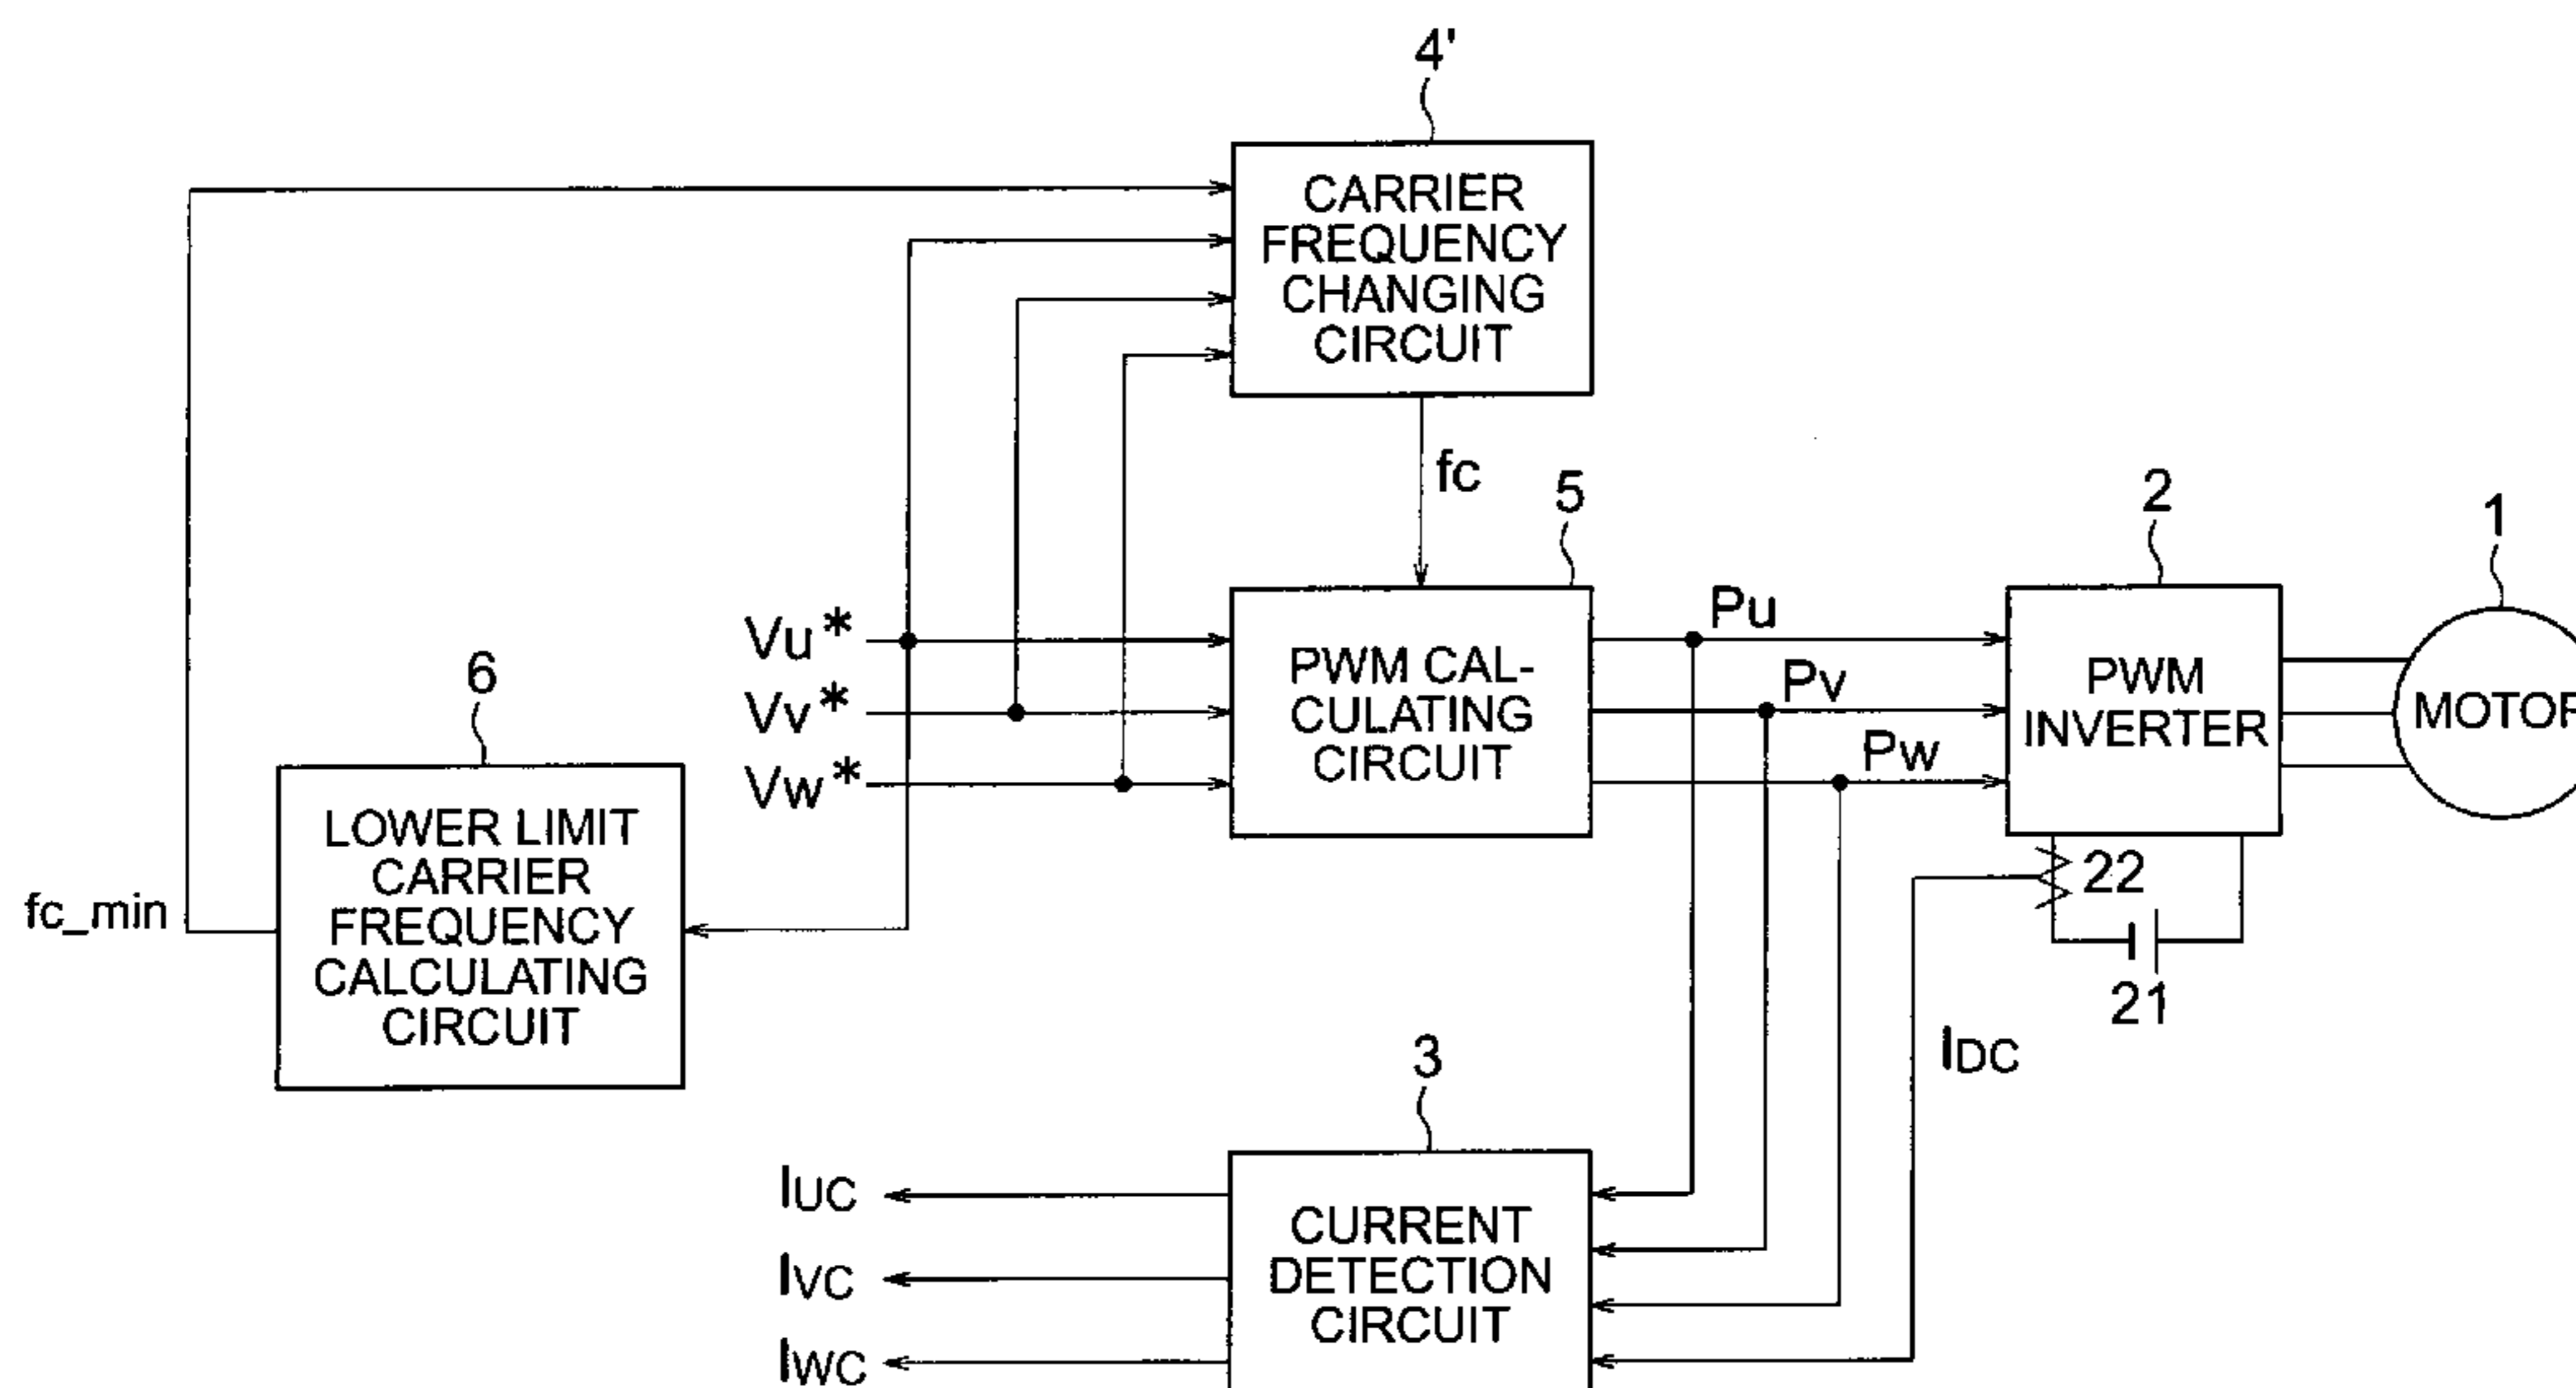 4'
CARRIER
FREQUENCY
CHANGING
CIRCUIT
fc
5
2
1
Vu*
Vv*
Vw*
PWM CAL-
CULATING
CIRCUIT
Pu
Pv
Pw
PWM
INVERTER
MOTOR
6
LOWER LIMIT
CARRIER
FREQUENCY
CALCULATING
CIRCUIT
fc_min
22
21
IDC
3
CURRENT
DETECTION
CIRCUIT
IUC
IVC
IWC